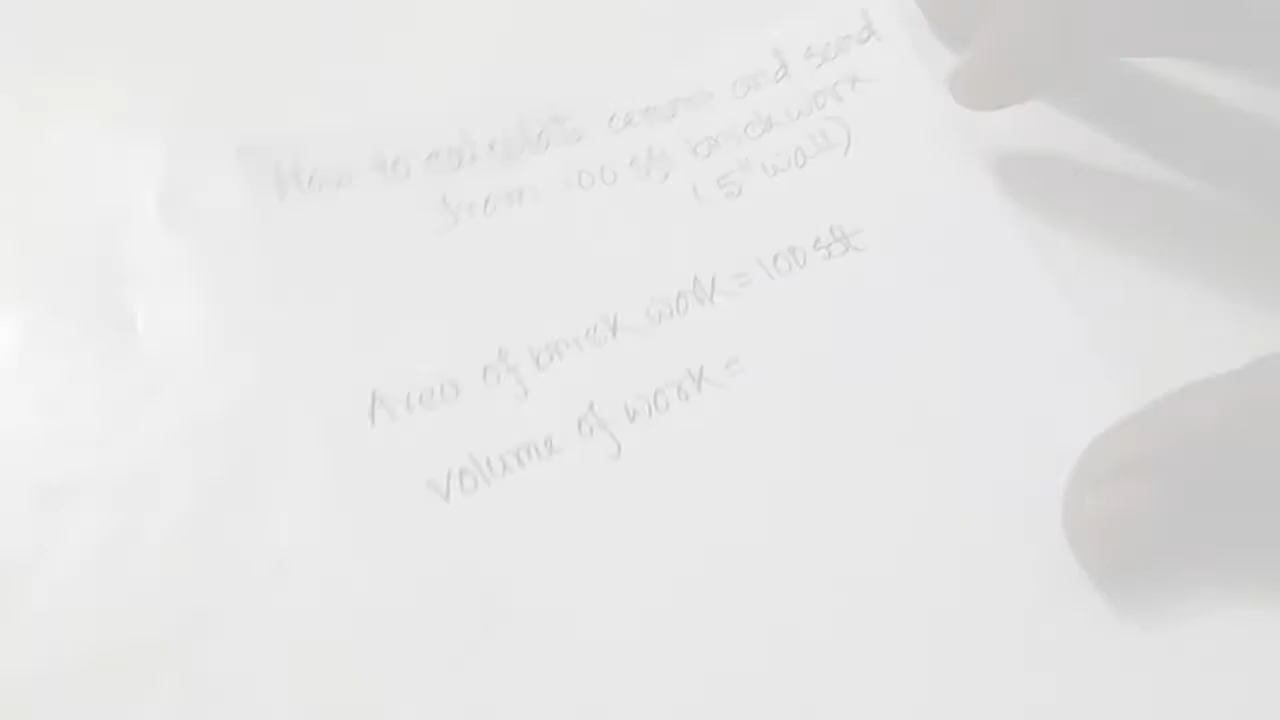 How to calculate cement and sand
from 100 sft brick work
(5" wall)
Area of brick work = 100 sft
volume of work =